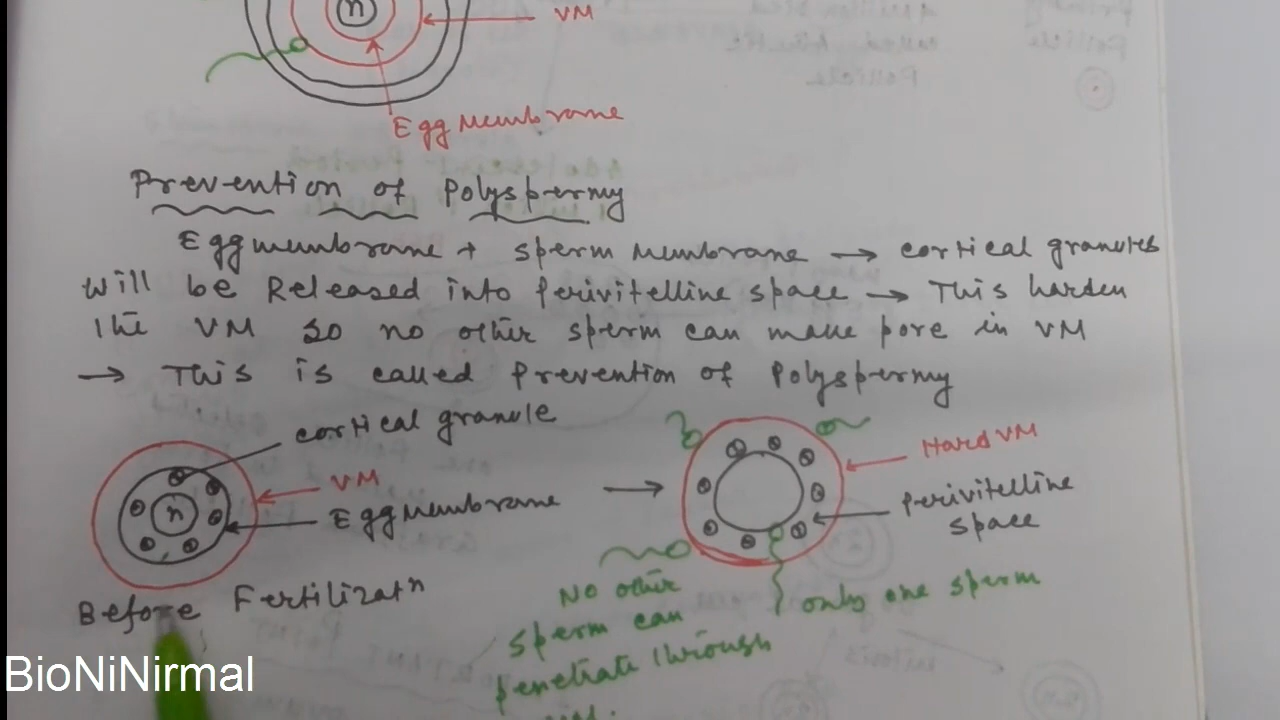 n
VM
Egg Membrane
Prevention of Polyspermy
Egg membrane + sperm membrane → cortical granules
Will be Released into Perivitelline space → This harden
The VM so no other sperm can make pore in VM
→ This is called Prevention of Polyspermy
cortical granule
VM
Egg Membrane
n
Before Fertilizatn
Hard VM
Perivitelline
space
only one sperm
No other
sperm can
penetrate through
BioNiNirmal